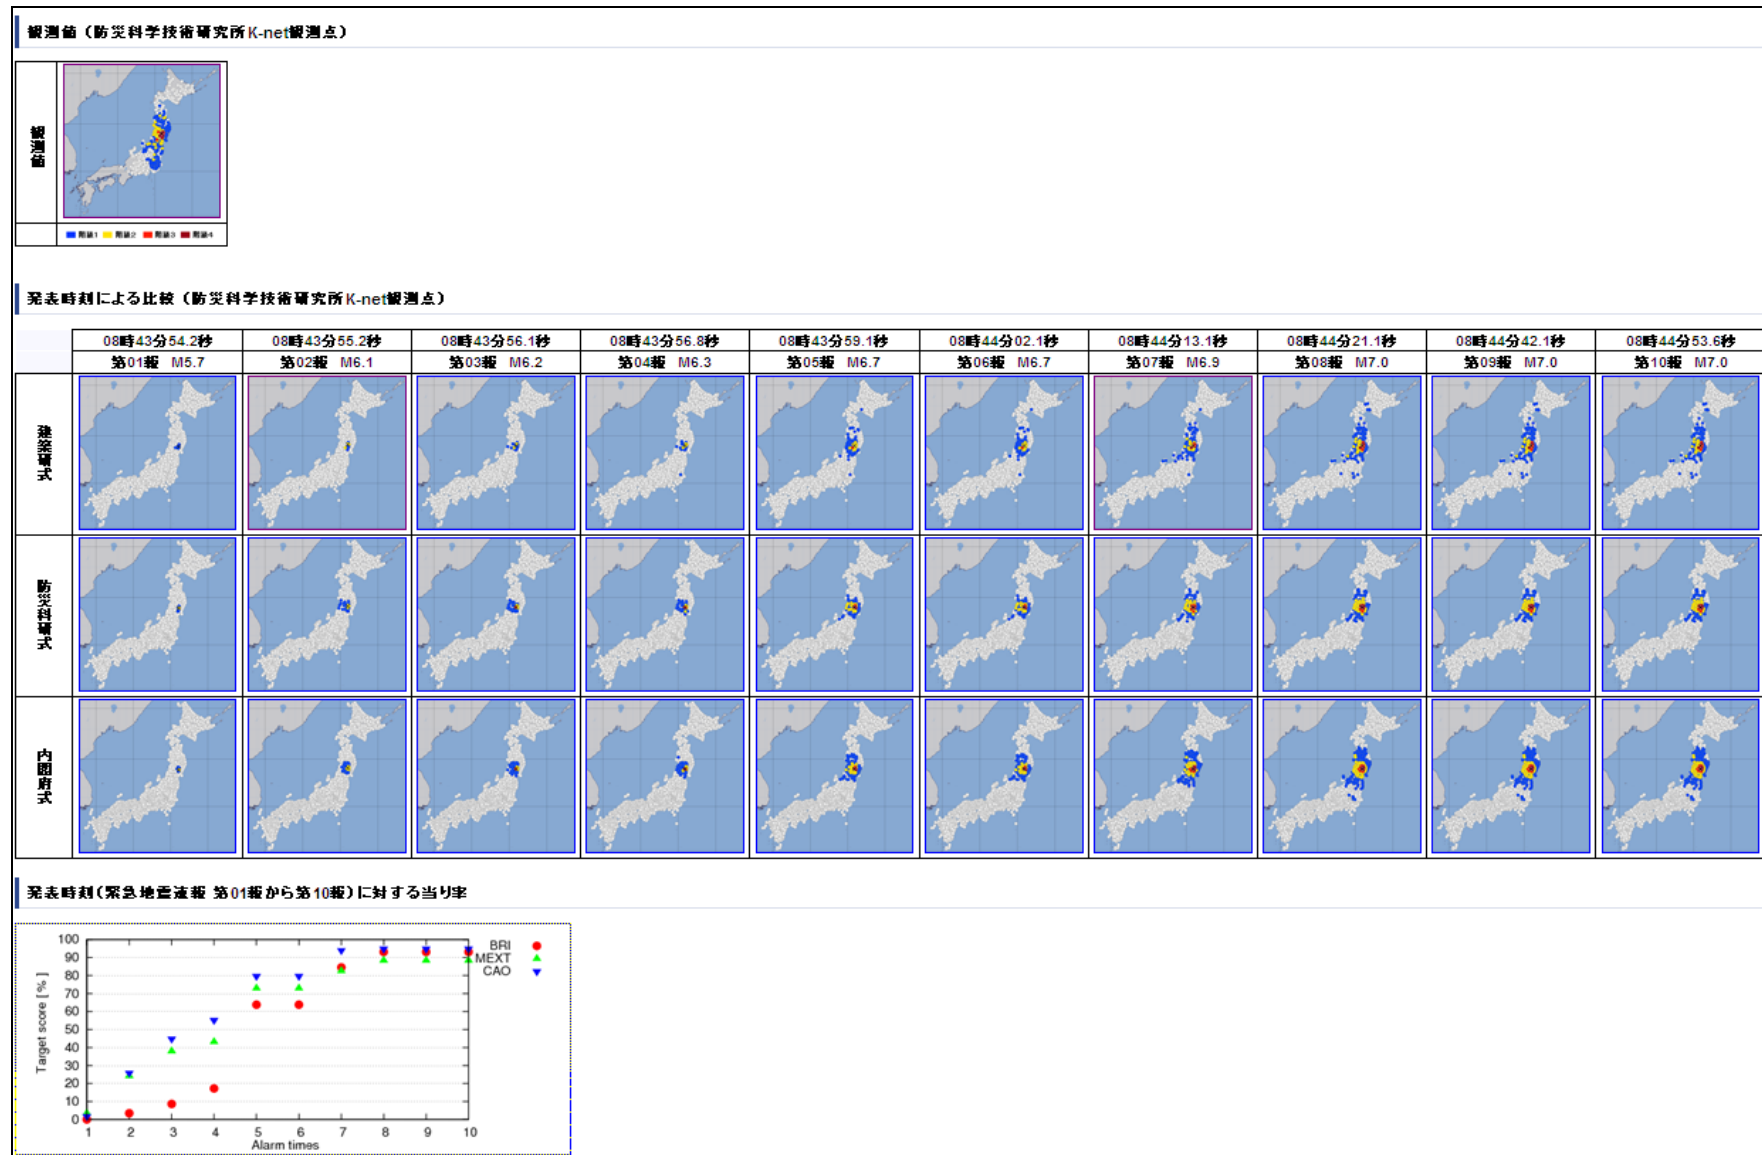 観測値（防災科学技術研究所K-net観測点）
観測値
階級1 階級2 階級3 階級4
発表時刻による比較（防災科学技術研究所K-net観測点）
08時43分54.2秒 08時43分55.2秒 08時43分56.1秒 08時43分56.8秒 08時43分59.1秒 08時44分02.1秒 08時44分13.1秒 08時44分21.1秒 08時44分42.1秒 08時44分53.6秒
第01報 M5.7 第02報 M6.1 第03報 M6.2 第04報 M6.3 第05報 M6.7 第06報 M6.7 第07報 M6.9 第08報 M7.0 第09報 M7.0 第10報 M7.0
建築研式
防災科研式
内閣府式
発表時刻(緊急地震速報 第01報から第10報)に対する当り率
100
90
80
70
60
50
40
30
20
10
0
Target score [ % ]
1 2 3 4 5 6 7 8 9 10
Alarm times
BRI
MEXT
CAO